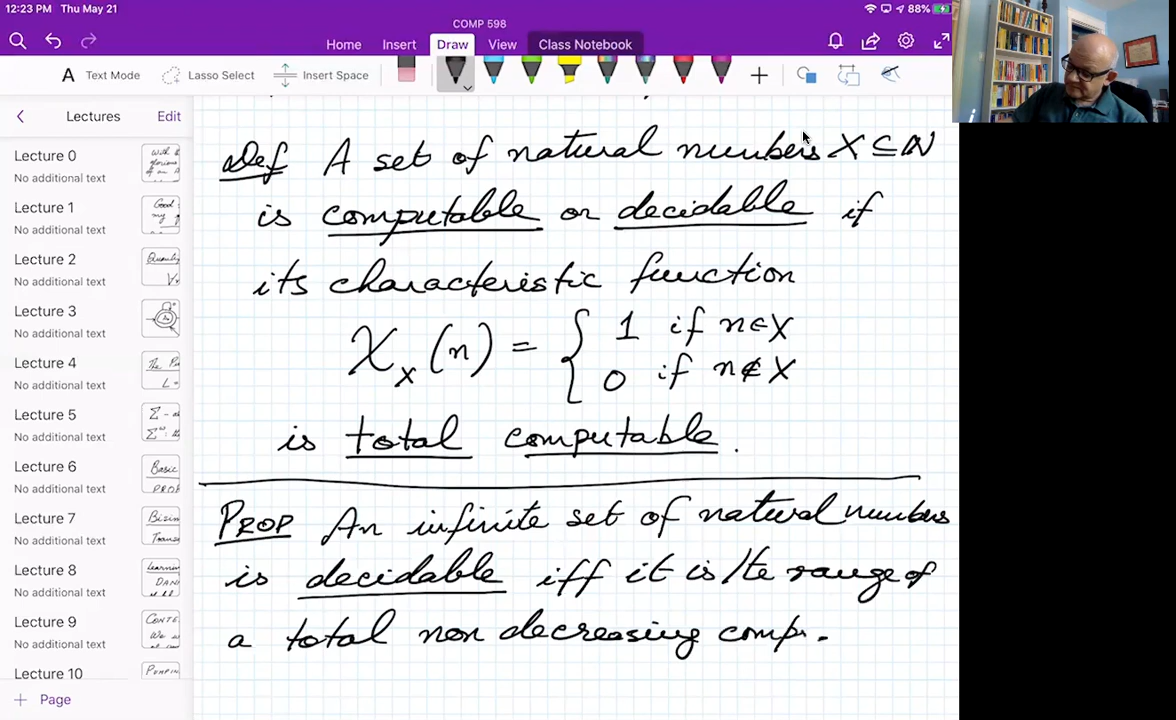 12:23 PM Thu May 21
88%
COMP 598
Home Insert Draw View Class Notebook
A Text Mode Lasso Select Insert Space
Lectures Edit
Lecture 0
No additional text
Lecture 1
No additional text
Lecture 2
No additional text
Lecture 3
No additional text
Lecture 4
No additional text
Lecture 5
No additional text
Lecture 6
No additional text
Lecture 7
No additional text
Lecture 8
No additional text
Lecture 9
No additional text
Lecture 10
+ Page
Def A set of natural numbers X ⊆ ℕ
is computable or decidable if
its characteristic function
χ_X (n) = { 1 if n∈X
0 if n∉X
is total computable.
PROP An infinite set of natural numbers
is decidable iff it is the range of
a total non decreasing comp.